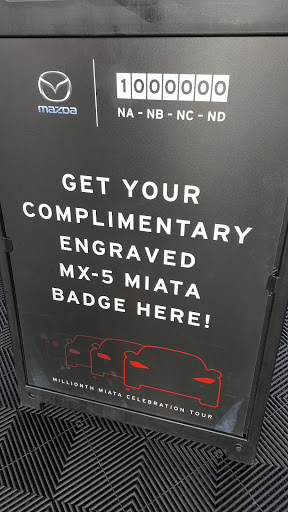 mazda
1000000
NA - NB - NC - ND
GET YOUR
COMPLIMENTARY
ENGRAVED
MX-5 MIATA
BADGE HERE!
MILLIONTH MIATA CELEBRATION TOUR